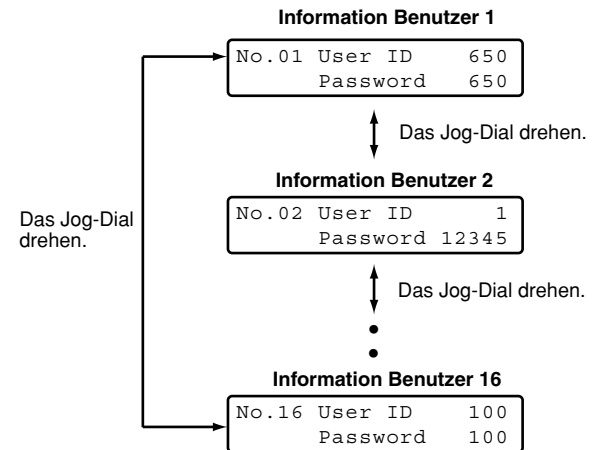 Information Benutzer 1
No.01 User ID 650
Password 650
Das Jog-Dial drehen.
Information Benutzer 2
Das Jog-Dial
drehen.
No.02 User ID 1
Password 12345
Das Jog-Dial drehen.
Information Benutzer 16
No.16 User ID 100
Password 100